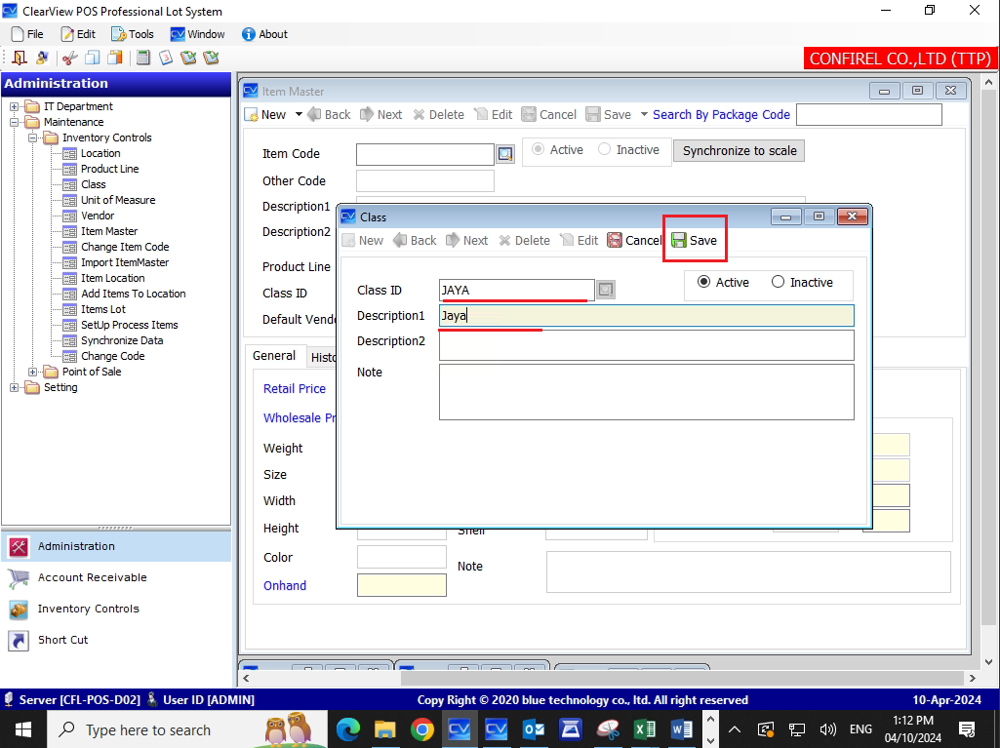 ClearView POS Professional Lot System
File Edit Tools Window About
CONFIREL CO.,LTD (TTP)
Administration
IT Department
Maintenance
Inventory Controls
Location
Product Line
Class
Unit of Measure
Vendor
Item Master
Change Item Code
Import ItemMaster
Item Location
Add Items To Location
Items Lot
SetUp Process Items
Synchronize Data
Change Code
Point of Sale
Setting
Administration
Account Receivable
Inventory Controls
Short Cut
Item Master
New Back Next Delete Edit Cancel Save Search By Package Code
Item Code Active Inactive Synchronize to scale
Other Code
Description1
Description2
Product Line
Class ID
Default Vend
General Histo
Retail Price
Wholesale Pr
Weight
Size
Width
Height Shelf
Color
Note
Onhand
Class
New Back Next Delete Edit Cancel Save
Class ID JAYA Active Inactive
Description1 Jaya
Description2
Note
Server [CFL-POS-D02] User ID [ADMIN] Copy Right © 2020 blue technology co., ltd. All right reserved 10-Apr-2024
Type here to search ENG 1:12 PM
04/10/2024